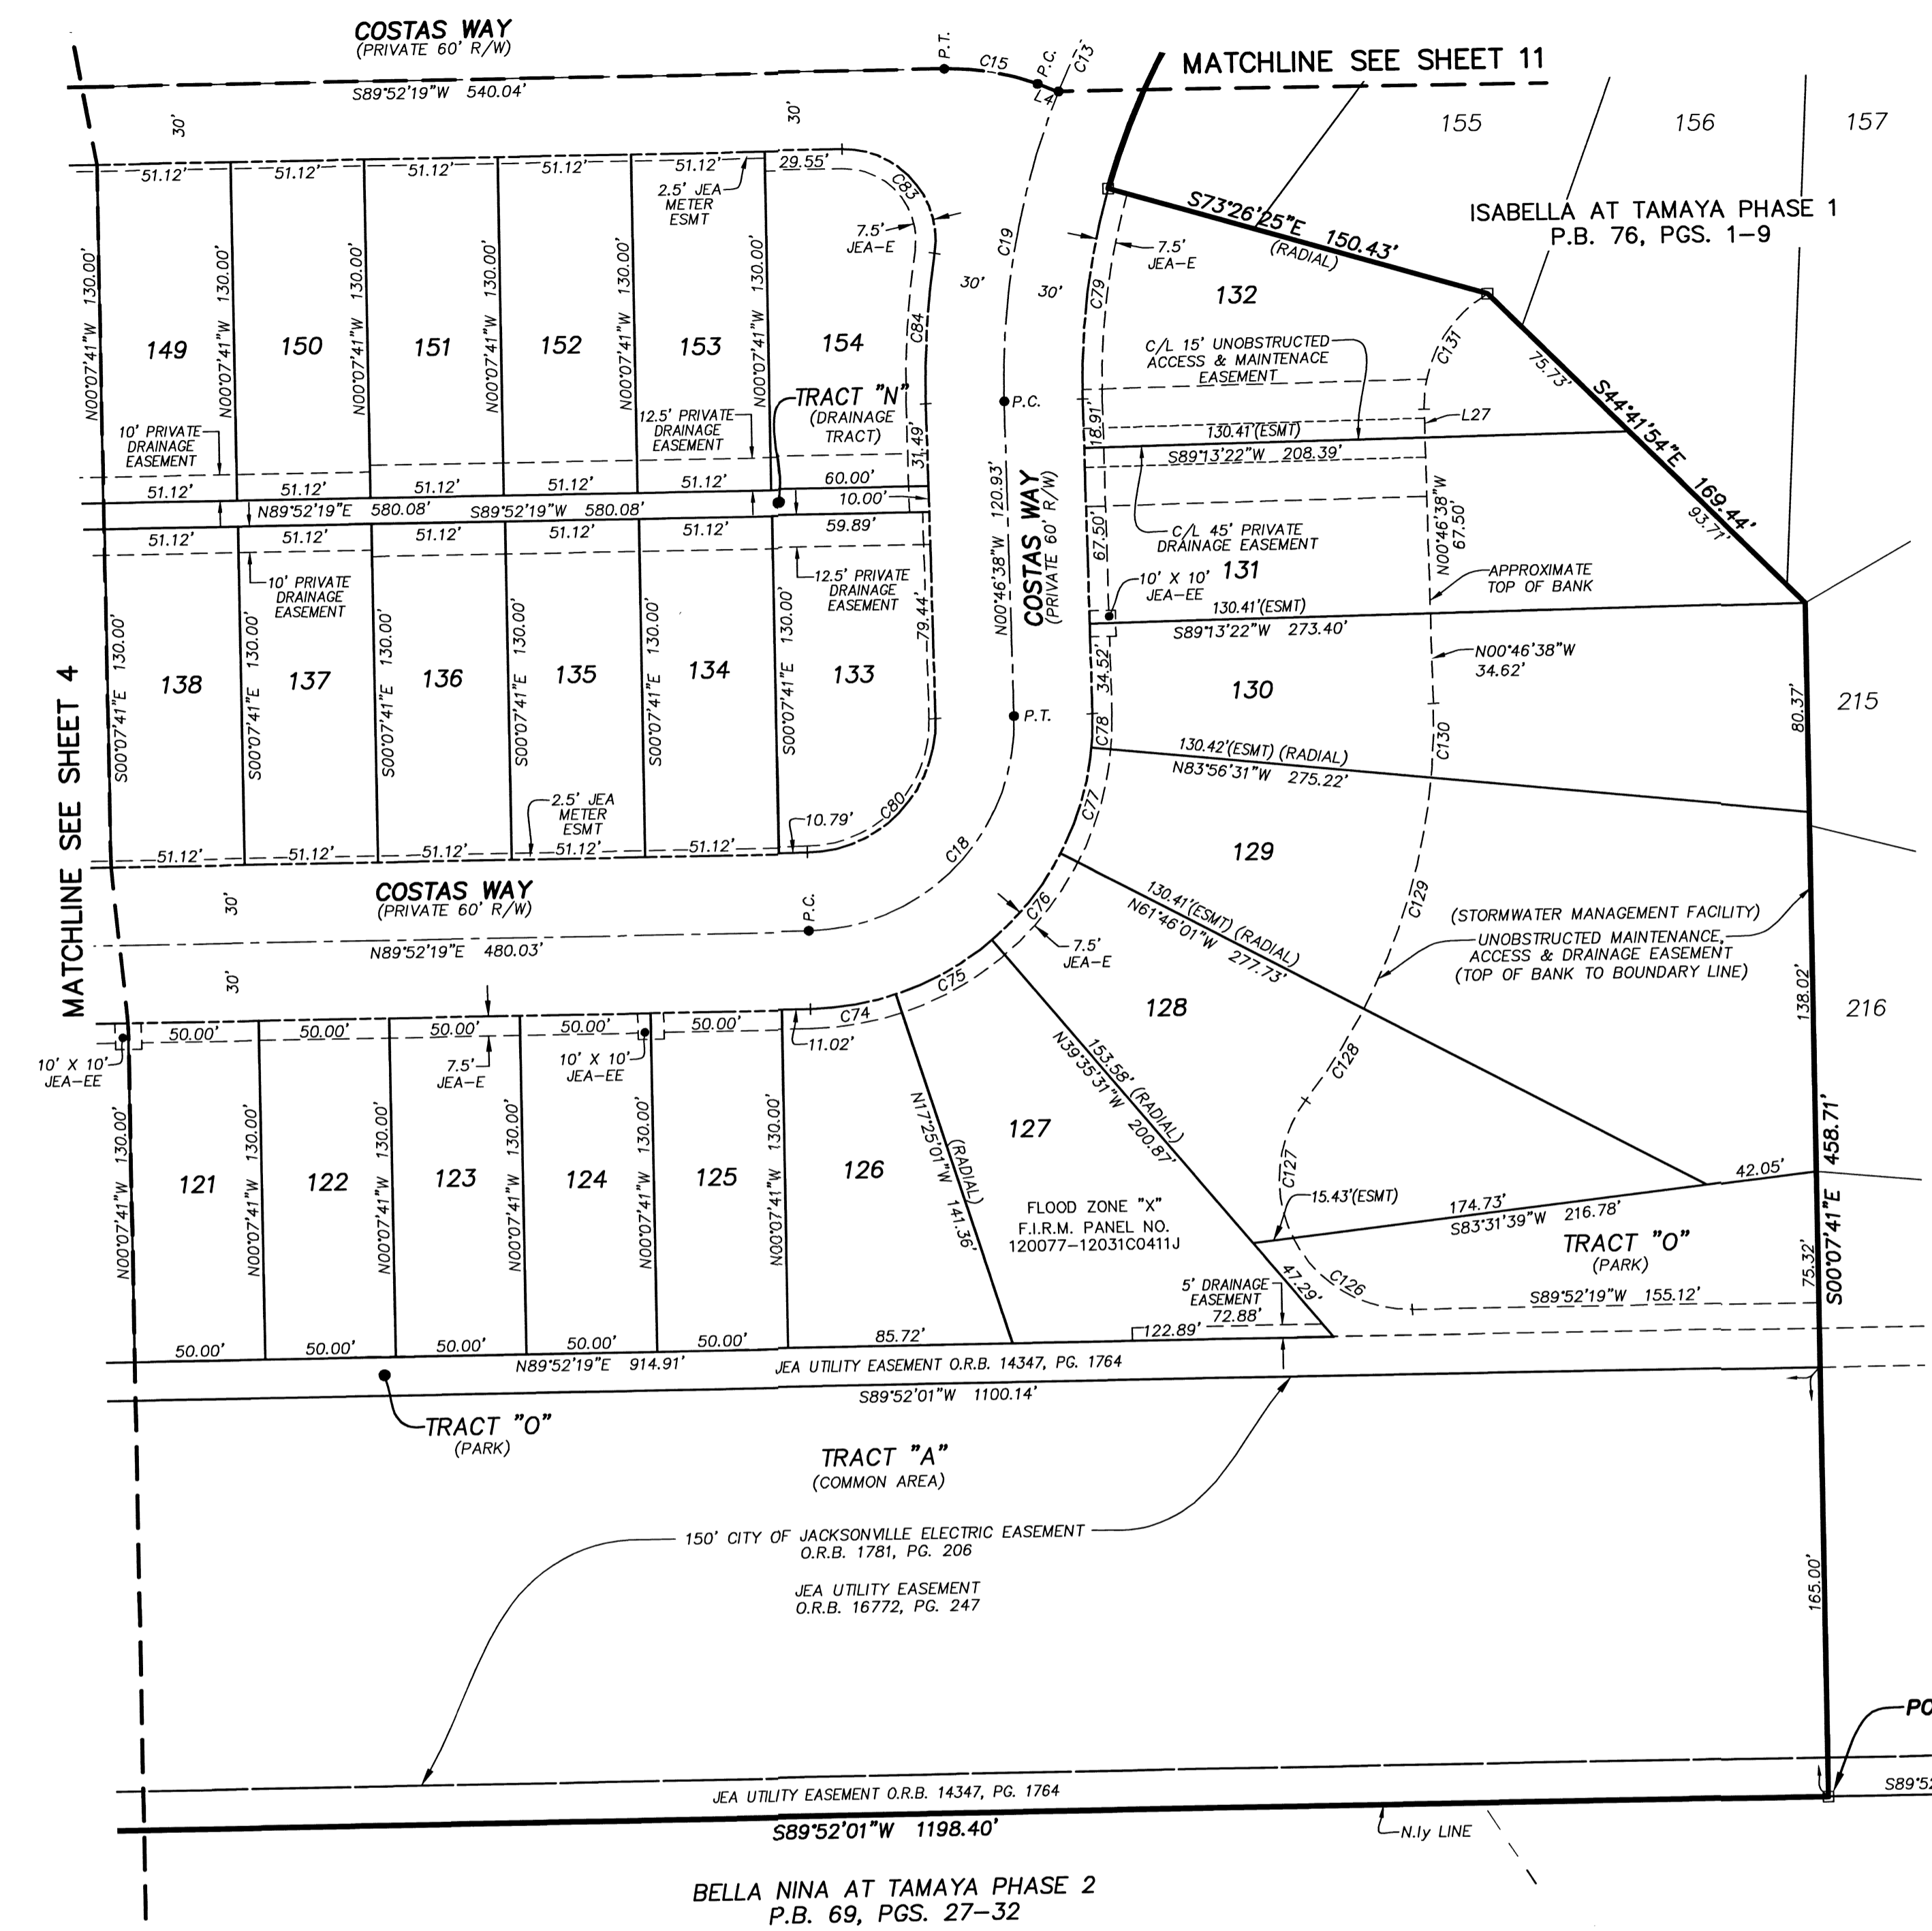 COSTAS WAY
(PRIVATE 60' R/W)
S89°52'19"W 540.04'
P.T.
C15
P.C.
C13
L4
MATCHLINE SEE SHEET 11
155
156
157
30'
30'
51.12'
51.12'
51.12'
51.12'
51.12'
29.55'
C83
2.5' JEA
METER
ESMT
7.5'
JEA-E
C19
30'
30'
7.5'
JEA-E
C79
S73°26'25"E 150.43'
(RADIAL)
ISABELLA AT TAMAYA PHASE 1
P.B. 76, PGS. 1-9
N00°07'41"W 130.00'
N00°07'41"W 130.00'
N00°07'41"W 130.00'
N00°07'41"W 130.00'
N00°07'41"W 130.00'
N00°07'41"W 130.00'
149
150
151
152
153
154
C84
132
C/L 15' UNOBSTRUCTED
ACCESS & MAINTENACE
EASEMENT
C131
75.73'
S44°41'54"E 169.44'
93.71'
TRACT "N"
(DRAINAGE
TRACT)
P.C.
10' PRIVATE
DRAINAGE
EASEMENT
12.5' PRIVATE
DRAINAGE
EASEMENT
31.49'
18.91'
L27
130.41'(ESMT)
S89°13'22"W 208.39'
51.12'
51.12'
51.12'
51.12'
51.12'
60.00'
10.00'
N89°52'19"E 580.08'
S89°52'19"W 580.08'
51.12'
51.12'
51.12'
51.12'
51.12'
59.89'
N00°46'38"W 120.93'
COSTAS WAY
(PRIVATE 60' R/W)
67.50'
C/L 45' PRIVATE
DRAINAGE EASEMENT
N00°46'38"W
67.50'
10' PRIVATE
DRAINAGE
EASEMENT
12.5' PRIVATE
DRAINAGE
EASEMENT
79.44'
10' X 10'
JEA-EE
131
APPROXIMATE
TOP OF BANK
130.41'(ESMT)
S89°13'22"W 273.40'
MATCHLINE SEE SHEET 4
S00°07'41"E 130.00'
S00°07'41"E 130.00'
S00°07'41"E 130.00'
S00°07'41"E 130.00'
S00°07'41"E 130.00'
S00°07'41"E 130.00'
138
137
136
135
134
133
34.52'
N00°46'38"W
34.62'
130
80.37'
215
P.T.
C78
C130
130.42'(ESMT) (RADIAL)
N83°56'31"W 275.22'
2.5' JEA
METER
ESMT
10.79'
C80
C18
C77
129
51.12'
51.12'
51.12'
51.12'
51.12'
COSTAS WAY
(PRIVATE 60' R/W)
30'
P.C.
C76
130.41'(ESMT) (RADIAL)
N61°46'01"W 277.73'
C129
(STORMWATER MANAGEMENT FACILITY)
UNOBSTRUCTED MAINTENANCE,
ACCESS & DRAINAGE EASEMENT
(TOP OF BANK TO BOUNDARY LINE)
N89°52'19"E 480.03'
30'
7.5'
JEA-E
C75
128
138.02'
216
50.00'
50.00'
50.00'
50.00'
50.00'
C74
11.02'
10' X 10'
JEA-EE
7.5'
JEA-E
10' X 10'
JEA-EE
153.58' (RADIAL)
N39°35'31"W 200.87'
C128
N00°07'41"W 130.00'
N00°07'41"W 130.00'
N00°07'41"W 130.00'
N00°07'41"W 130.00'
N00°07'41"W 130.00'
N00°07'41"W 130.00'
121
122
123
124
125
126
(RADIAL)
N17°25'01"W 141.36'
127
C127
42.05'
S00°07'41"E 458.71'
FLOOD ZONE "X"
F.I.R.M. PANEL NO.
120077-12031C0411J
15.43'(ESMT)
174.73'
S83°31'39"W 216.78'
TRACT "O"
(PARK)
75.32'
5' DRAINAGE
EASEMENT
72.88'
47.29'
C126
S89°52'19"W 155.12'
122.89'
50.00'
50.00'
50.00'
50.00'
50.00'
85.72'
N89°52'19"E 914.91'
JEA UTILITY EASEMENT O.R.B. 14347, PG. 1764
S89°52'01"W 1100.14'
TRACT "O"
(PARK)
TRACT "A"
(COMMON AREA)
150' CITY OF JACKSONVILLE ELECTRIC EASEMENT
O.R.B. 1781, PG. 206
JEA UTILITY EASEMENT
O.R.B. 16772, PG. 247
165.00'
PO
JEA UTILITY EASEMENT O.R.B. 14347, PG. 1764
S89°52
S89°52'01"W 1198.40'
N.ly LINE
BELLA NINA AT TAMAYA PHASE 2
P.B. 69, PGS. 27-32